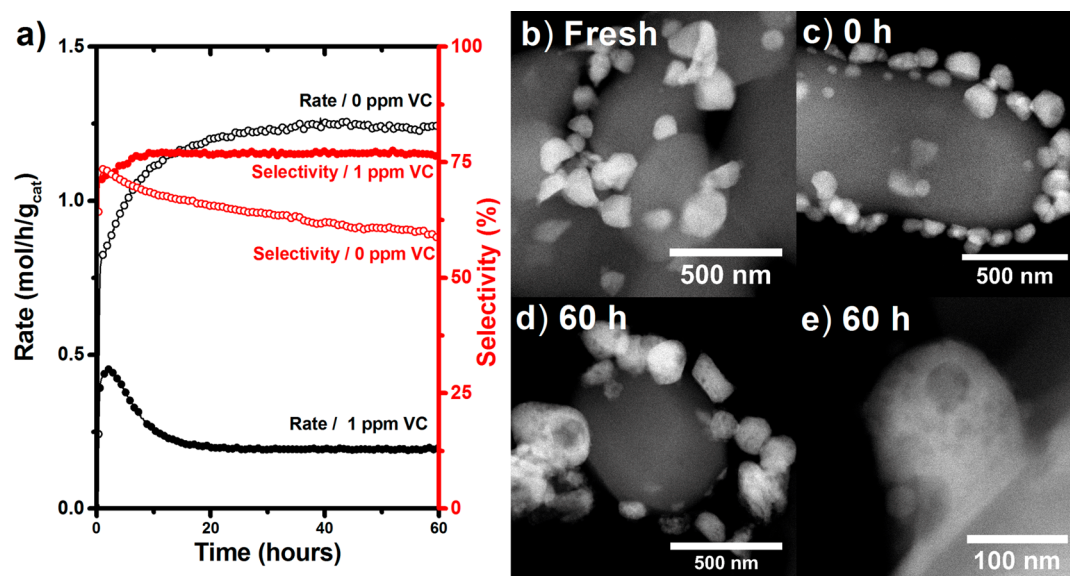 a)
1.5
1.0
0.5
0.0
Rate (mol/h/g_cat)
100
75
50
25
0
Selectivity (%)
0
20
40
60
Time (hours)
Rate / 0 ppm VC
Selectivity / 1 ppm VC
Selectivity / 0 ppm VC
Rate / 1 ppm VC
b) Fresh
500 nm
c) 0 h
500 nm
d) 60 h
500 nm
e) 60 h
100 nm